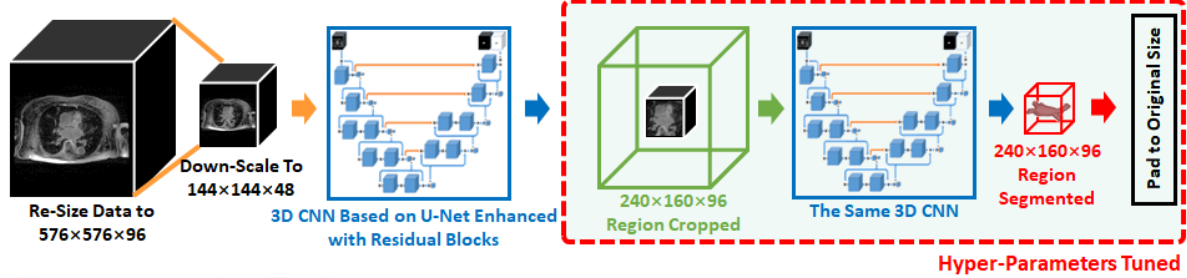 Re-Size Data to
576×576×96
Down-Scale To
144×144×48
3D CNN Based on U-Net Enhanced
with Residual Blocks
240×160×96
Region Cropped
The Same 3D CNN
240×160×96
Region
Segmented
Pad to Original Size
Hyper-Parameters Tuned